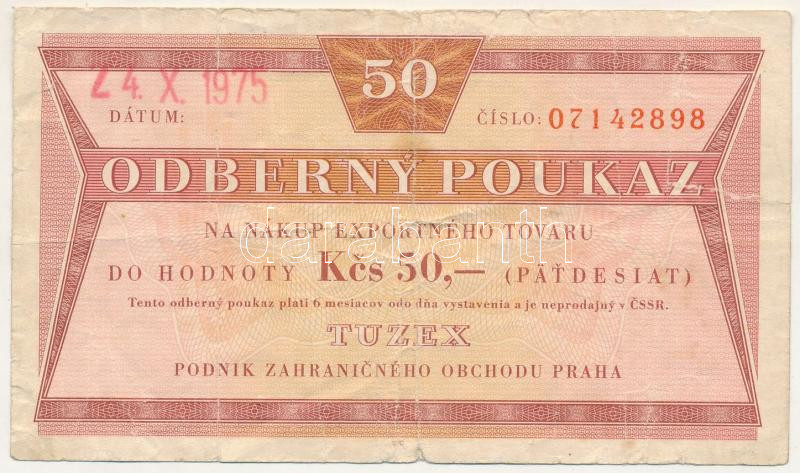 50
24. X. 1975
DÁTUM:
ČÍSLO: 07142898
ODBERNÝ POUKAZ
NA NÁKUP EXPORTNÉHO TOVARU
darabanth
DO HODNOTY Kčs 50,— (PÄŤDESIAT)
Tento odberný poukaz platí 6 mesiacov odo dňa vystavenia a je nepredajný v ČSSR.
TUZEX
PODNIK ZAHRANIČNÉHO OBCHODU PRAHA